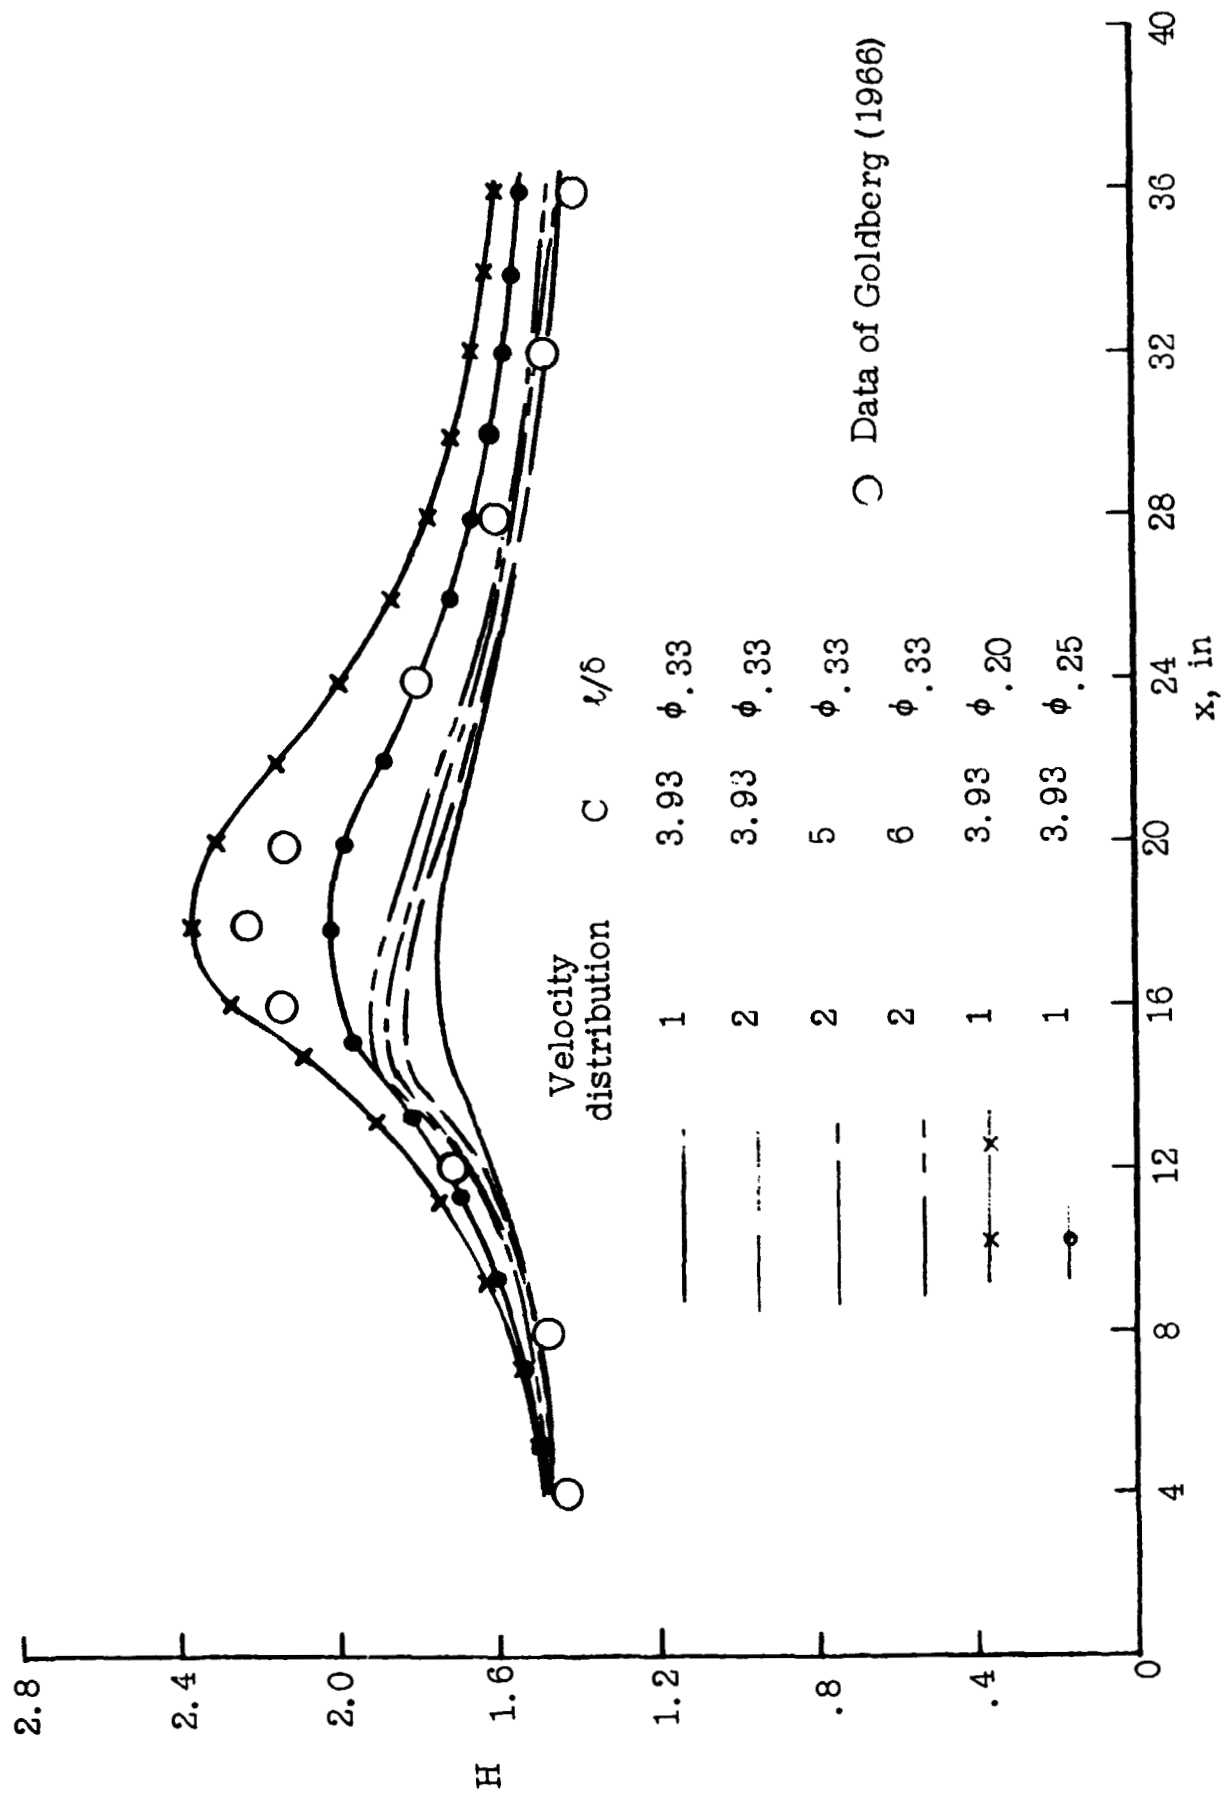 H
2.8
2.4
2.0
1.6
1.2
.8
.4
0
4
8
12
16
20
24
28
32
36
40
x, in
Velocity
distribution C ℓ/δ
1 3.93 ϕ.33
2 3.93 ϕ.33
2 5 ϕ.33
2 6 ϕ.33
1 3.93 ϕ.20
1 3.93 ϕ.25
Data of Goldberg (1966)